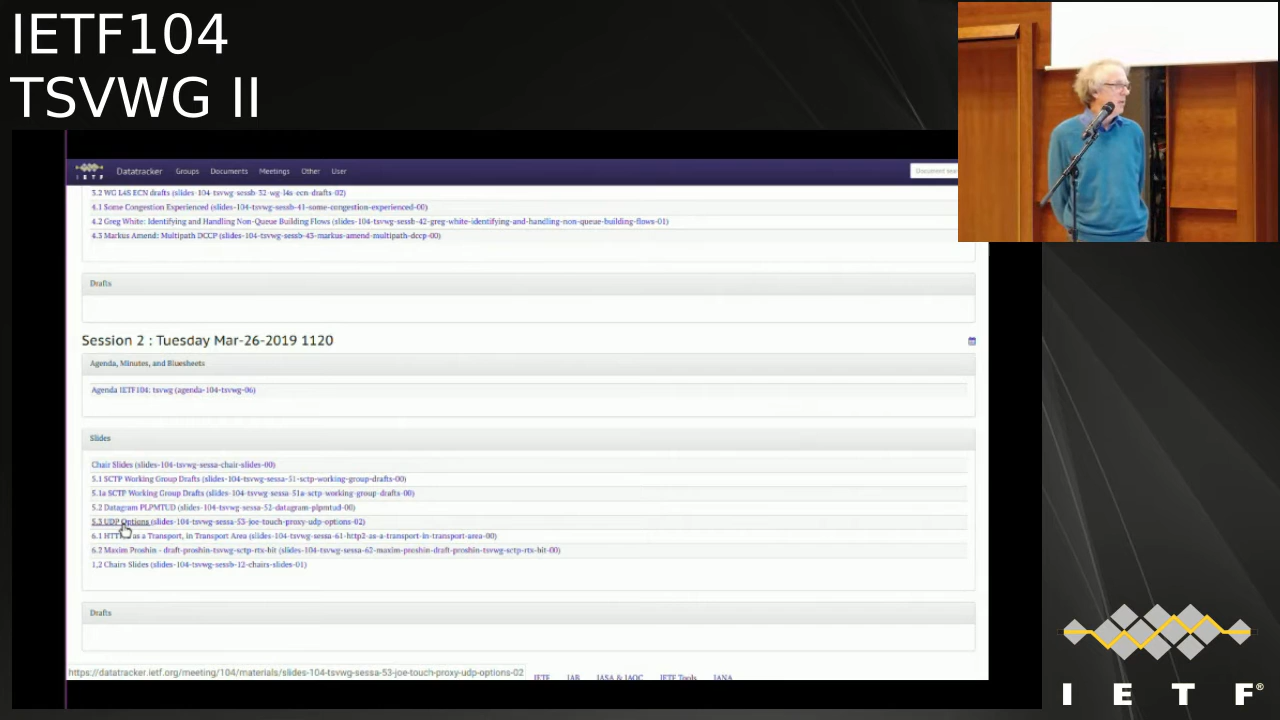 IETF104
TSVWG II
IETF Datatracker Groups Documents Meetings Other User Document sea
5.2 WG L4S ECN drafts (slides-104-tsvwg-sessb-52-wg-l4s-ecn-drafts-02)
4.1 Some Congestion Experienced (slides-104-tsvwg-sessb-41-some-congestion-experienced-00)
4.2 Greg White: Identifying and Handling Non-Queue Building Flows (slides-104-tsvwg-sessb-42-greg-white-identifying-and-handling-non-queue-building-flows-01)
4.3 Markus Amend: Multipath DCCP (slides-104-tsvwg-sessb-43-markus-amend-multipath-dccp-00)
Drafts
Session 2 : Tuesday Mar-26-2019 1120
Agenda, Minutes, and Bluesheets
Agenda IETF104: tsvwg (agenda-104-tsvwg-06)
Slides
Chair Slides (slides-104-tsvwg-sessa-chair-slides-00)
5.1 SCTP Working Group Drafts (slides-104-tsvwg-sessa-51-sctp-working-group-drafts-00)
5.1a SCTP Working Group Drafts (slides-104-tsvwg-sessa-51a-sctp-working-group-drafts-00)
5.2 Datagram PLPMTUD (slides-104-tsvwg-sessa-52-datagram-plpmtud-00)
5.3 UDP Options (slides-104-tsvwg-sessa-53-joe-touch-proxy-udp-options-02)
6.1 as a Transport, in Transport Area (slides-104-tsvwg-sessa-61-http2-as-a-transport-in-transport-area-00)
6.2 Maxim Proshin - draft-proshin-tsvwg-sctp-rtx-hit (slides-104-tsvwg-sessa-62-maxim-proshin-draft-proshin-tsvwg-sctp-rtx-hit-00)
1.2 Chairs Slides (slides-104-tsvwg-sessb-12-chairs-slides-01)
Drafts
https://datatracker.ietf.org/meeting/104/materials/slides-104-tsvwg-sessa-53-joe-touch-proxy-udp-options-02
IETF IAB IASA & IAOC IETF Tools IANA
I E T F®